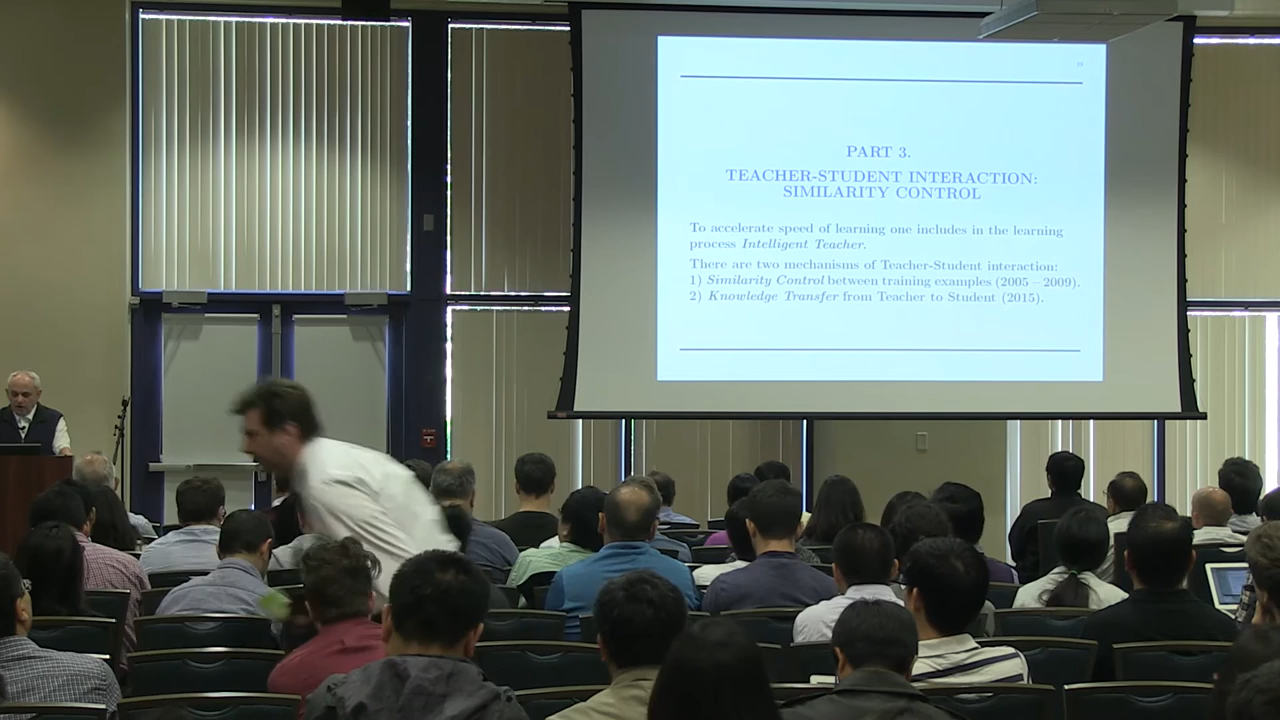 PART 3.
TEACHER-STUDENT INTERACTION:
SIMILARITY CONTROL
To accelerate speed of learning one includes in the learning
process Intelligent Teacher.
There are two mechanisms of Teacher-Student interaction:
1) Similarity Control between training examples (2005 – 2009).
2) Knowledge Transfer from Teacher to Student (2015).